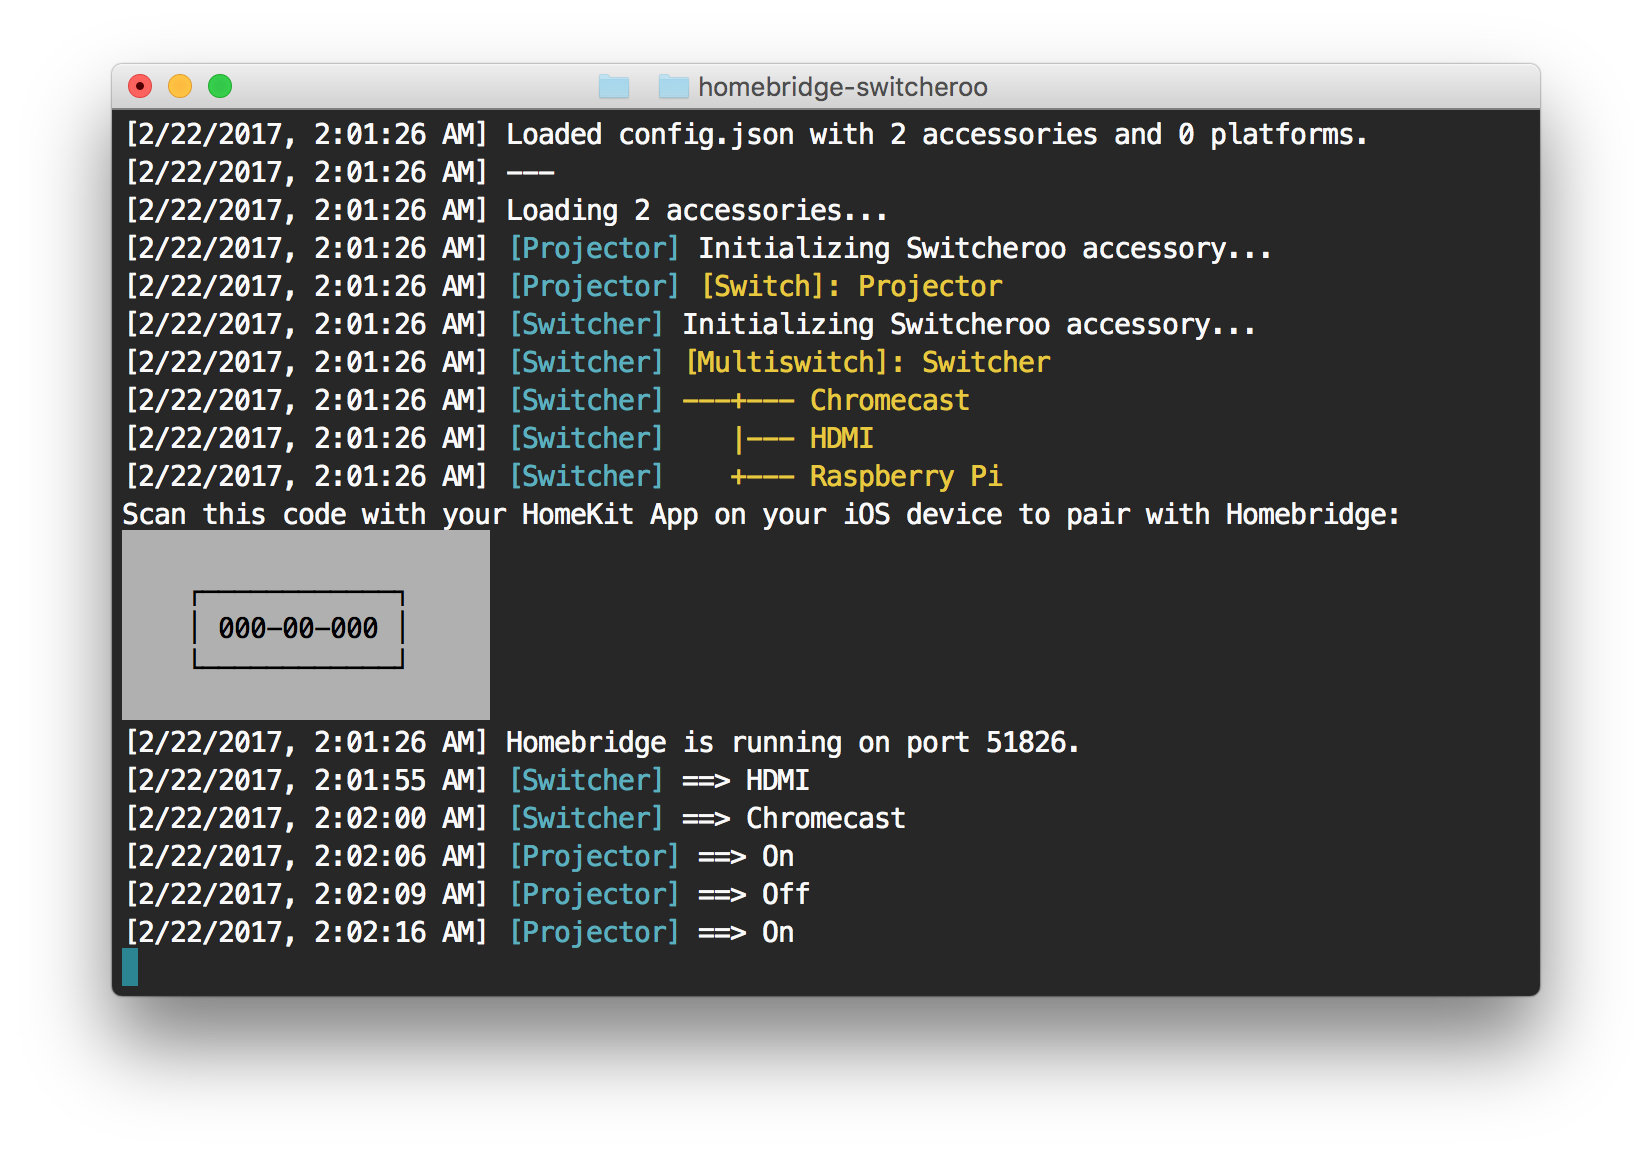 homebridge-switcheroo
[2/22/2017, 2:01:26 AM] Loaded config.json with 2 accessories and 0 platforms.
[2/22/2017, 2:01:26 AM] ---
[2/22/2017, 2:01:26 AM] Loading 2 accessories...
[2/22/2017, 2:01:26 AM] [Projector] Initializing Switcheroo accessory...
[2/22/2017, 2:01:26 AM] [Projector] [Switch]: Projector
[2/22/2017, 2:01:26 AM] [Switcher] Initializing Switcheroo accessory...
[2/22/2017, 2:01:26 AM] [Switcher] [Multiswitch]: Switcher
[2/22/2017, 2:01:26 AM] [Switcher] ---+--- Chromecast
[2/22/2017, 2:01:26 AM] [Switcher]    |--- HDMI
[2/22/2017, 2:01:26 AM] [Switcher]    +--- Raspberry Pi
Scan this code with your HomeKit App on your iOS device to pair with Homebridge:
000-00-000
[2/22/2017, 2:01:26 AM] Homebridge is running on port 51826.
[2/22/2017, 2:01:55 AM] [Switcher] ==> HDMI
[2/22/2017, 2:02:00 AM] [Switcher] ==> Chromecast
[2/22/2017, 2:02:06 AM] [Projector] ==> On
[2/22/2017, 2:02:09 AM] [Projector] ==> Off
[2/22/2017, 2:02:16 AM] [Projector] ==> On